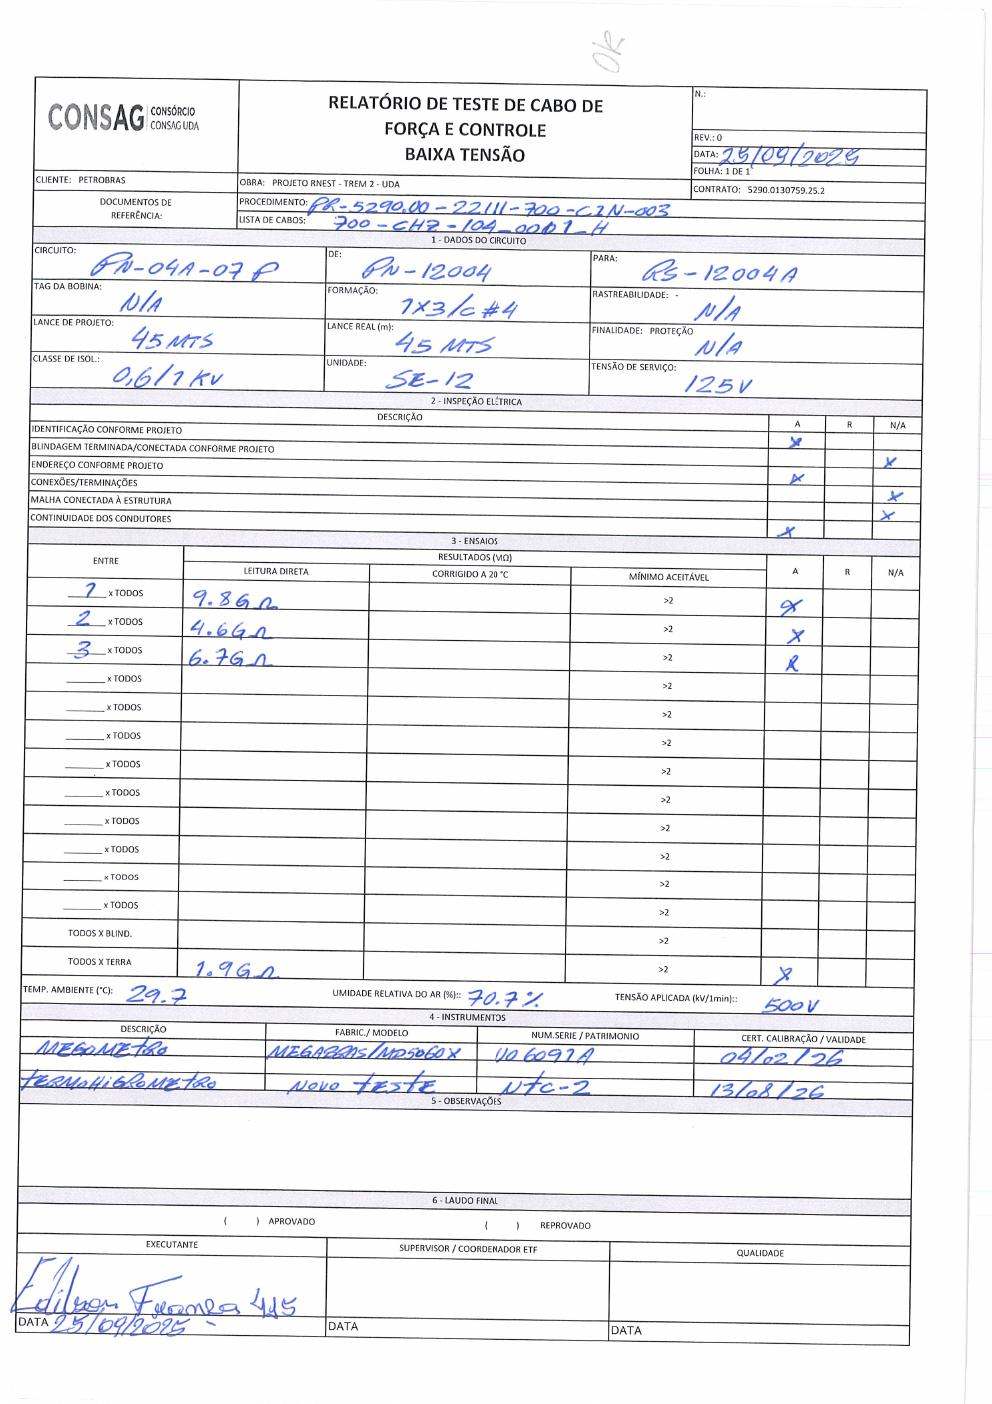 OK
CONSAG CONSÓRCIO CONSAG UDA
RELATÓRIO DE TESTE DE CABO DE
FORÇA E CONTROLE
BAIXA TENSÃO
N.:
REV.: 0
DATA: 25/09/2025
FOLHA: 1 DE 1
CLIENTE: PETROBRAS
OBRA: PROJETO RNEST - TREM 2 - UDA
CONTRATO: 5290.0130759.25.2
DOCUMENTOS DE REFERÊNCIA:
PROCEDIMENTO: PR-5290.00-22111-700-CZN-003
LISTA DE CABOS: 700-CHZ-104_0001_H
1 - DADOS DO CIRCUITO
CIRCUITO: PN-04A-07 P
DE: PN-12004
PARA: RS-12004A
TAG DA BOBINA: N/A
FORMAÇÃO: 1X3/C #4
RASTREABILIDADE: - N/A
LANCE DE PROJETO: 45 MTS
LANCE REAL (m): 45 MTS
FINALIDADE: PROTEÇÃO N/A
CLASSE DE ISOL.: 0,6/1 KV
UNIDADE: SE-12
TENSÃO DE SERVIÇO: 125V
2 - INSPEÇÃO ELÉTRICA
DESCRIÇÃO A R N/A
IDENTIFICAÇÃO CONFORME PROJETO X
BLINDAGEM TERMINADA/CONECTADA CONFORME PROJETO X
ENDEREÇO CONFORME PROJETO X
CONEXÕES/TERMINAÇÕES X
MALHA CONECTADA À ESTRUTURA X
CONTINUIDADE DOS CONDUTORES X
3 - ENSAIOS
ENTRE RESULTADOS (MΩ) A R N/A
LEITURA DIRETA CORRIGIDO A 20 °C MÍNIMO ACEITÁVEL
1 x TODOS 9.8GΩ >2 X
2 x TODOS 4.6GΩ >2 X
3 x TODOS 6.7GΩ >2 X
x TODOS >2
x TODOS >2
x TODOS >2
x TODOS >2
x TODOS >2
x TODOS >2
x TODOS >2
x TODOS >2
x TODOS >2
TODOS X BLIND. >2
TODOS X TERRA 1.9GΩ >2 X
TEMP. AMBIENTE (°C): 29.7 UMIDADE RELATIVA DO AR (%):: 70.7% TENSÃO APLICADA (kV/1min):: 500V
4 - INSTRUMENTOS
DESCRIÇÃO FABRIC./ MODELO NUM.SERIE / PATRIMONIO CERT. CALIBRAÇÃO / VALIDADE
MEGOMETRO MEGABRAS/MD5060X UO6091A 04/02/26
TERMOHIGROMETRO NOVO TESTE NTC-2 13/08/26
5 - OBSERVAÇÕES
6 - LAUDO FINAL
( ) APROVADO ( ) REPROVADO
EXECUTANTE SUPERVISOR / COORDENADOR ETF QUALIDADE
Edilson Franca 445
DATA 25/09/2025 DATA DATA